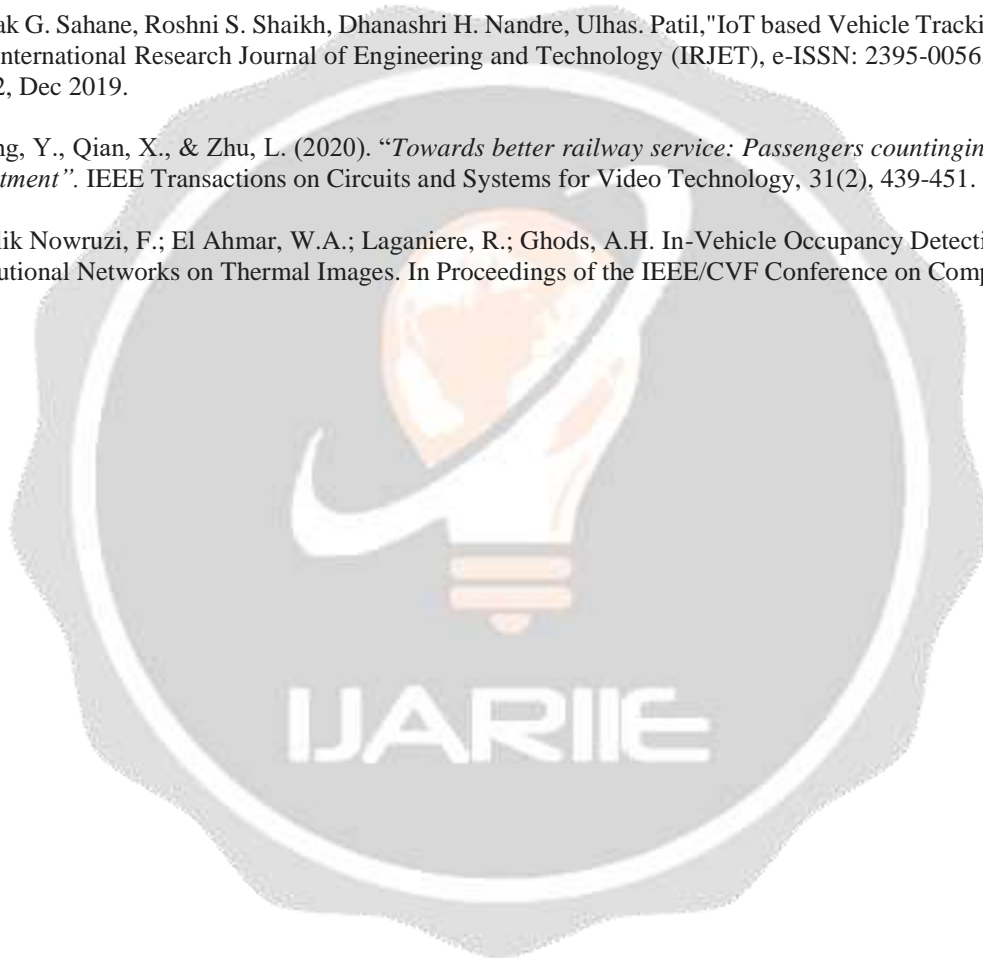 ak G. Sahane, Roshni S. Shaikh, Dhanashri H. Nandre, Ulhas. Patil,"IoT based Vehicle Tracki
nternational Research Journal of Engineering and Technology (IRJET), e-ISSN: 2395-0056
2, Dec 2019.
ng, Y., Qian, X., & Zhu, L. (2020). “Towards better railway service: Passengers countingin
tment”. IEEE Transactions on Circuits and Systems for Video Technology, 31(2), 439-451.
lik Nowruzi, F.; El Ahmar, W.A.; Laganiere, R.; Ghods, A.H. In-Vehicle Occupancy Detecti
utional Networks on Thermal Images. In Proceedings of the IEEE/CVF Conference on Comp
IJARIIE